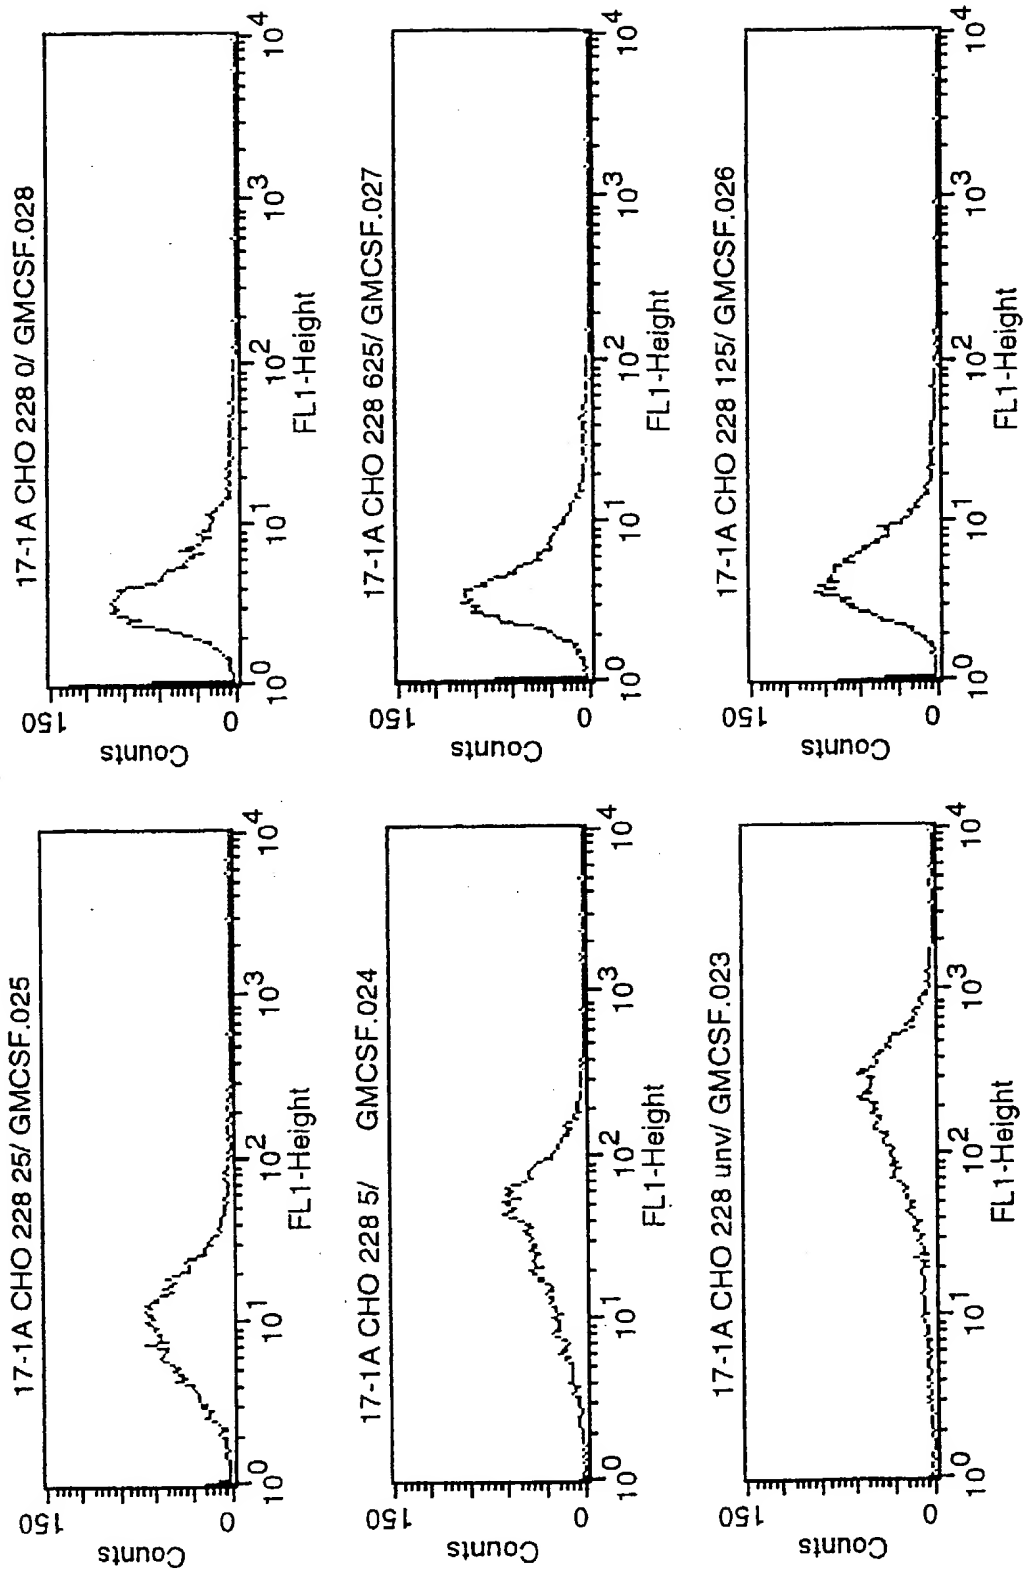 17-1A CHO 228 25/ GMCSF.025
150
Counts
0
10^0 10^1 10^2 10^3 10^4
FL1-Height
17-1A CHO 228 0/ GMCSF.028
150
Counts
0
10^0 10^1 10^2 10^3 10^4
FL1-Height
17-1A CHO 228 5/ GMCSF.024
150
Counts
0
10^0 10^1 10^2 10^3 10^4
FL1-Height
17-1A CHO 228 625/ GMCSF.027
150
Counts
0
10^0 10^1 10^2 10^3 10^4
FL1-Height
17-1A CHO 228 unv/ GMCSF.023
150
Counts
0
10^0 10^1 10^2 10^3 10^4
FL1-Height
17-1A CHO 228 125/ GMCSF.026
150
Counts
0
10^0 10^1 10^2 10^3 10^4
FL1-Height